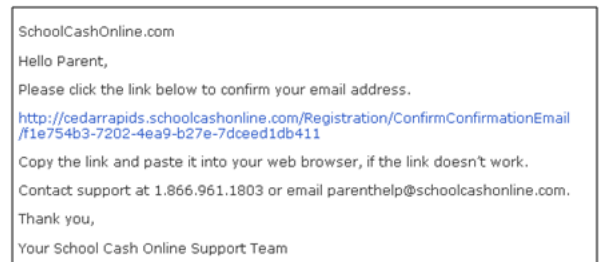 SchoolCashOnline.com
Hello Parent,
Please click the link below to confirm your email address.
http://cedarrapids.schoolcashonline.com/Registration/ConfirmConfirmationEmail
/f1e754b3-7202-4ea9-b27e-7dceed1db411
Copy the link and paste it into your web browser, if the link doesn't work.
Contact support at 1.866.961.1803 or email parenthelp@schoolcashonline.com.
Thank you,
Your School Cash Online Support Team